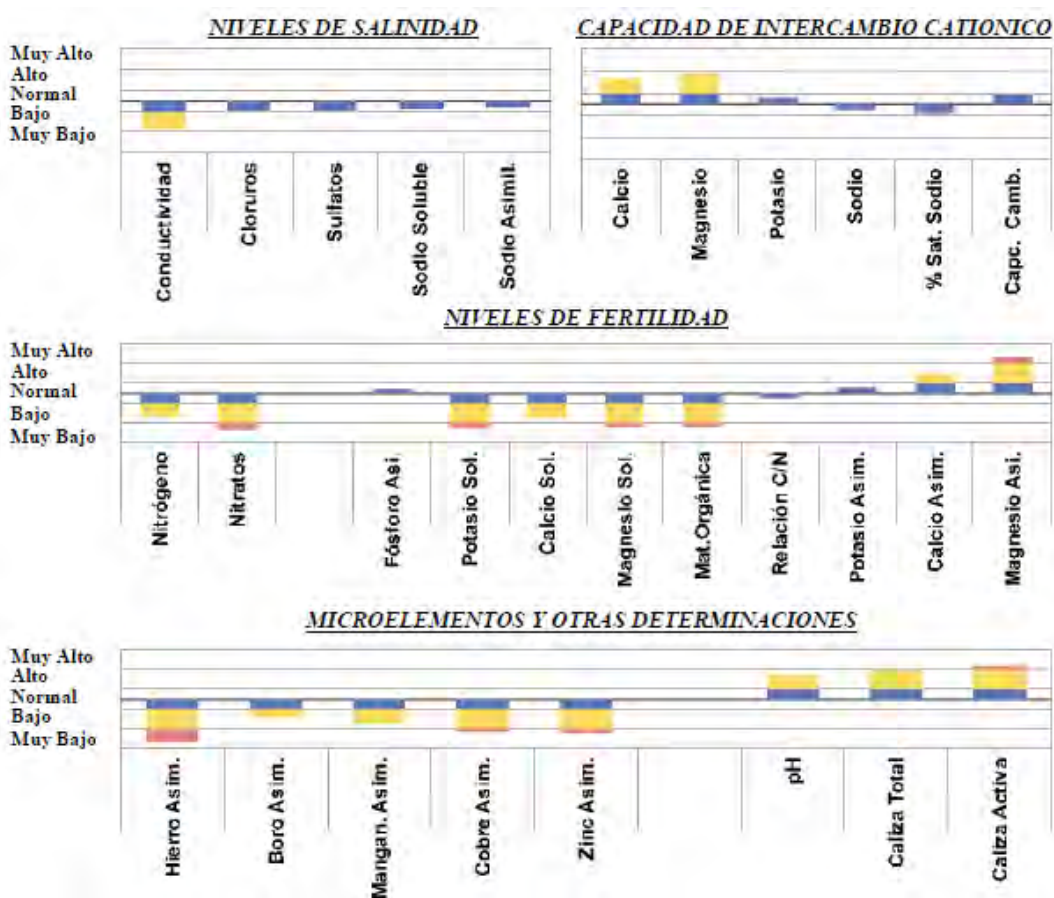 NIVELES DE SALINIDAD
Muy Alto
Alto
Normal
Bajo
Muy Bajo
Conductividad
Cloruros
Sulfatos
Sodio Soluble
Sodio Asimil.
CAPACIDAD DE INTERCAMBIO CATIONICO
Calcio
Magnesio
Potasio
Sodio
% Sat. Sodio
Capc. Camb.
NIVELES DE FERTILIDAD
Muy Alto
Alto
Normal
Bajo
Muy Bajo
Nitrógeno
Nitratos
Fósforo Asi.
Potasio Sol.
Calcio Sol.
Magnesio Sol.
Mat.Orgánica
Relación C/N
Potasio Asim.
Calcio Asim.
Magnesio Asi.
MICROELEMENTOS Y OTRAS DETERMINACIONES
Muy Alto
Alto
Normal
Bajo
Muy Bajo
Hierro Asim.
Boro Asim.
Mangan. Asim.
Cobre Asim.
Zinc Asim.
pH
Caliza Total
Caliza Activa